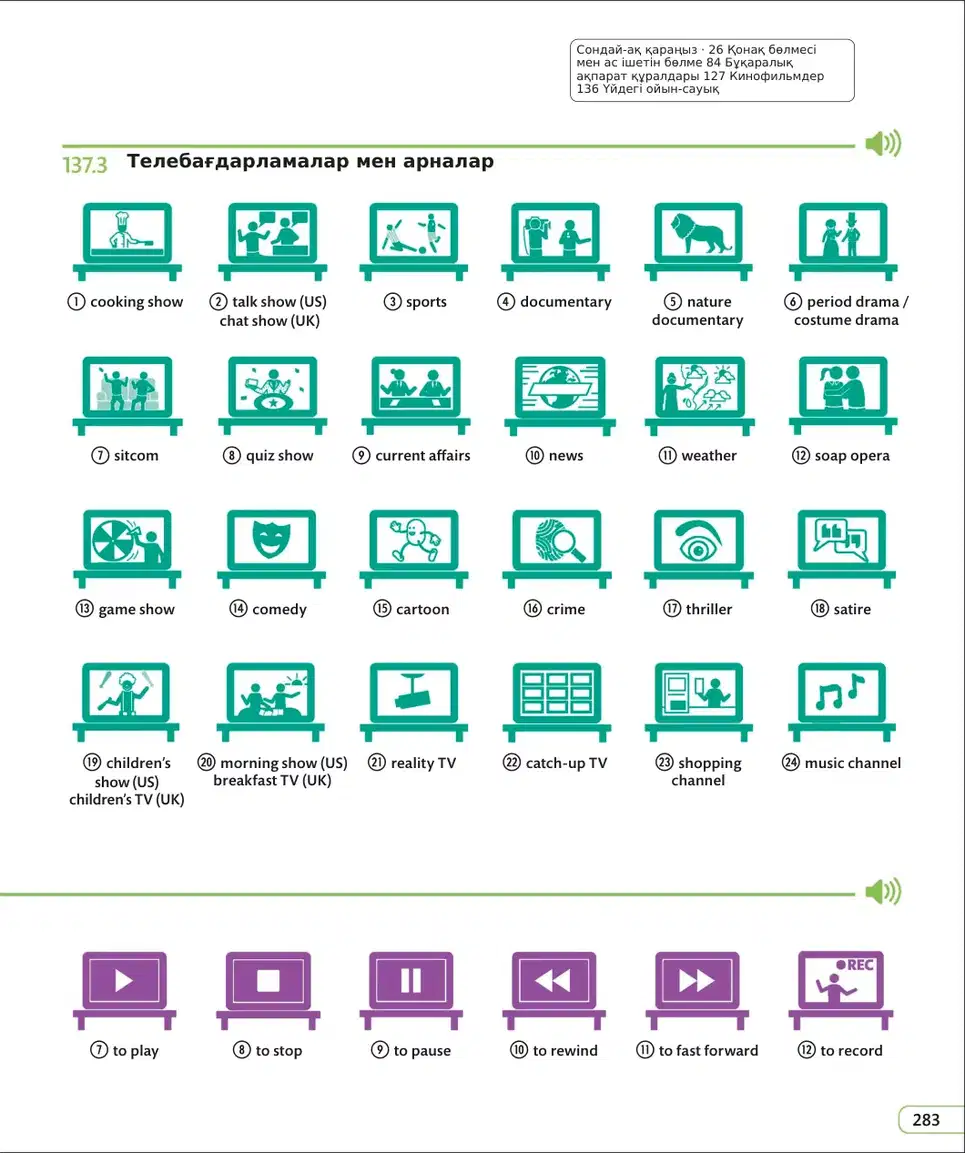 Сондай-ақ қараңыз · 26 Қонақ бөлмесі
мен ас ішетін бөлме 84 Бұқаралық
ақпарат құралдары 127 Кинофильмдер
136 Үйдегі ойын-сауық
137.3 Телебағдарламалар мен арналар
1 cooking show
2 talk show (US)
chat show (UK)
3 sports
4 documentary
5 nature
documentary
6 period drama /
costume drama
7 sitcom
8 quiz show
9 current affairs
10 news
11 weather
12 soap opera
13 game show
14 comedy
15 cartoon
16 crime
17 thriller
18 satire
19 children's
show (US)
children's TV (UK)
20 morning show (US)
breakfast TV (UK)
21 reality TV
22 catch-up TV
23 shopping
channel
24 music channel
REC
7 to play
8 to stop
9 to pause
10 to rewind
11 to fast forward
12 to record
283